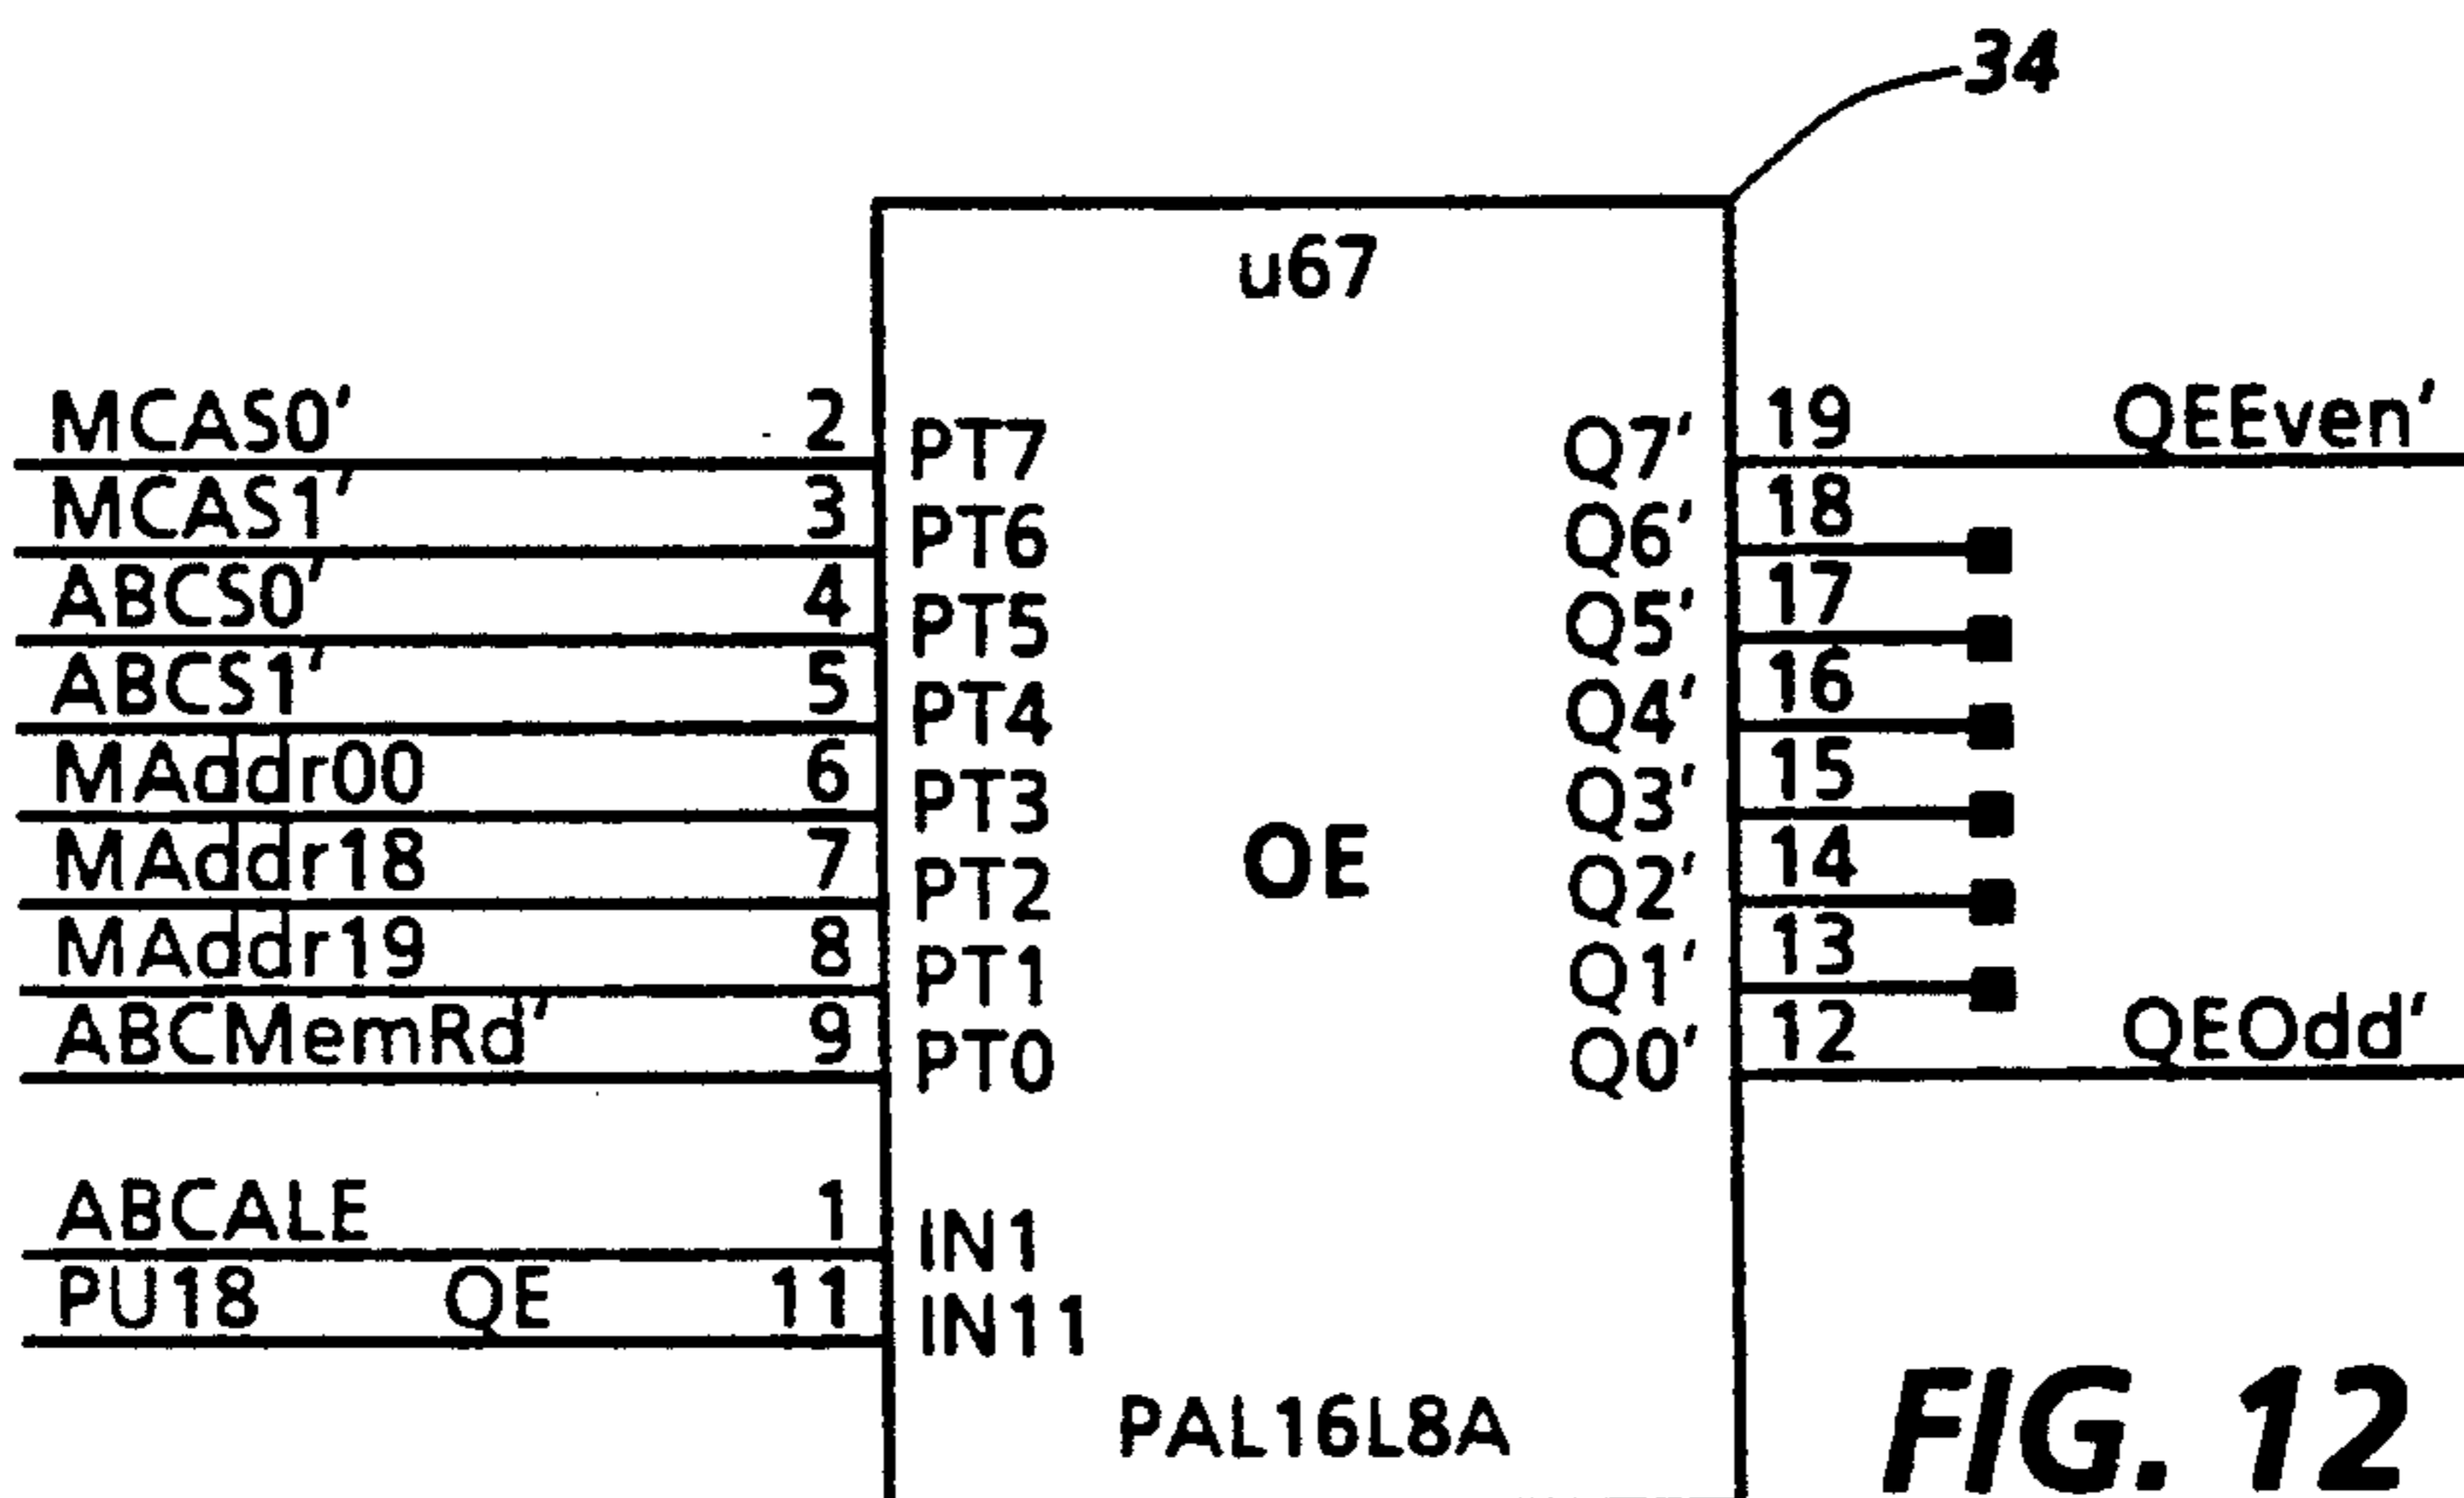 34
u67
MCAS0' 2 PT7 Q7' 19 QEEven'
MCAS1' 3 PT6 Q6' 18
ABCS0' 4 PT5 Q5' 17
ABCS1' 5 PT4 Q4' 16
MAddr00 6 PT3 Q3' 15
MAddr18 7 PT2 OE Q2' 14
MAddr19 8 PT1 Q1' 13
ABCMemRd' 9 PT0 Q0' 12 QEOdd'
ABCALE 1 IN1
PU18 QE 11 IN11
PAL16L8A
FIG. 12